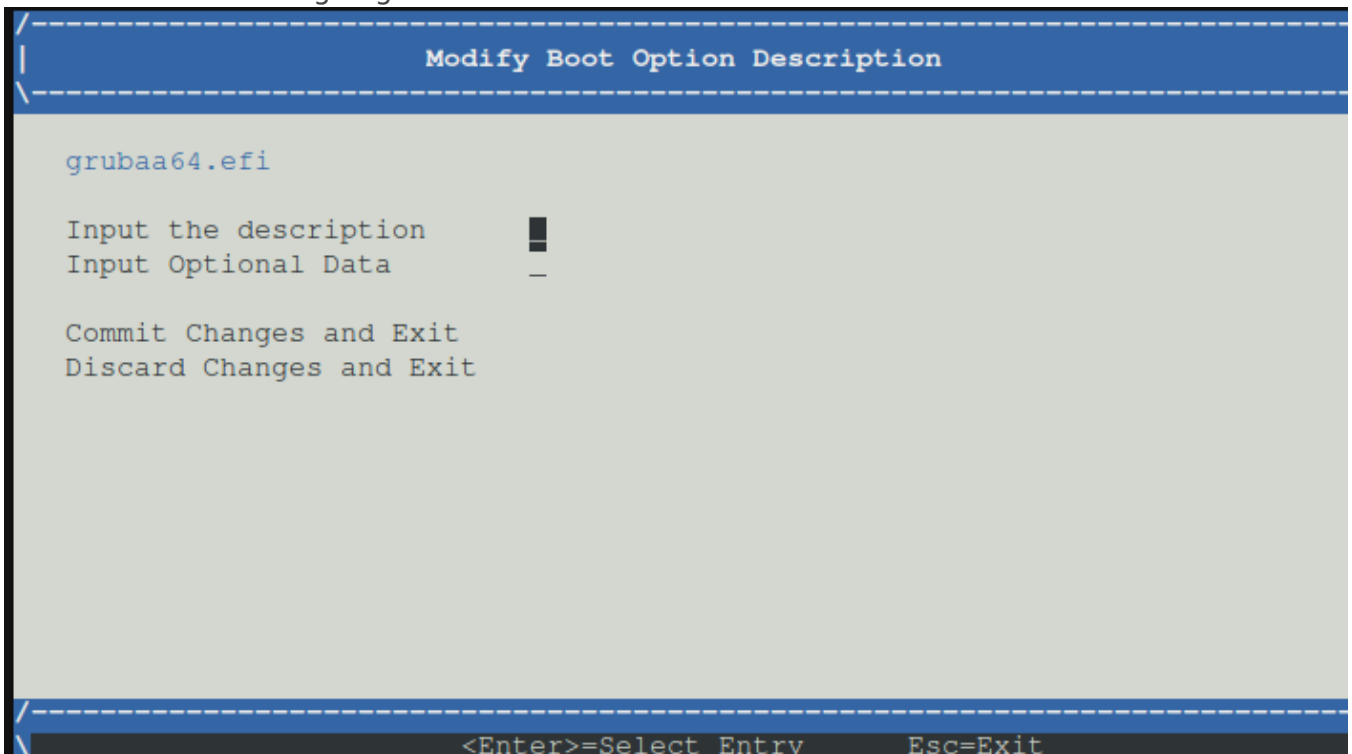 /------------------------------------------------------------------------------
| Modify Boot Option Description
\------------------------------------------------------------------------------
grubaa64.efi
Input the description _
Input Optional Data _
Commit Changes and Exit
Discard Changes and Exit
/------------------------------------------------------------------------------
\ <Enter>=Select Entry Esc=Exit